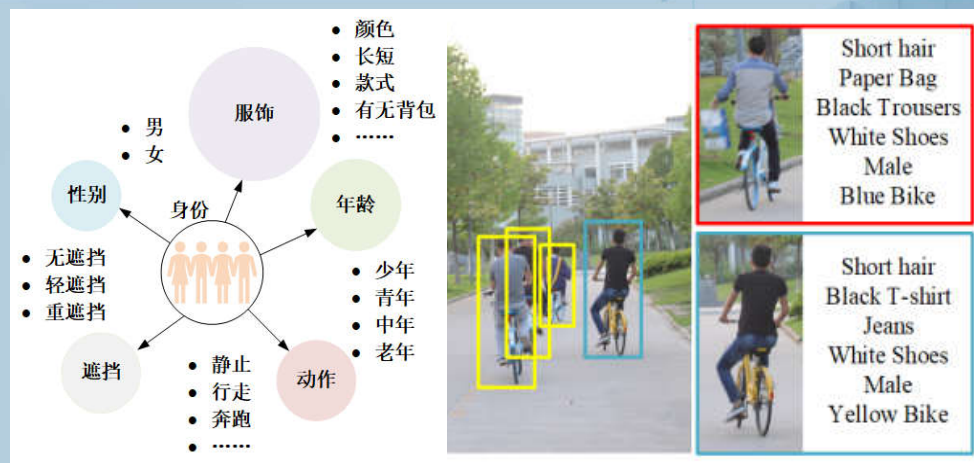 服饰
颜色
长短
款式
有无背包
……
男
女
性别
身份
年龄
无遮挡
轻遮挡
重遮挡
少年
青年
中年
老年
遮挡
静止
行走
奔跑
……
动作
Short hair
Paper Bag
Black Trousers
White Shoes
Male
Blue Bike
Short hair
Black T-shirt
Jeans
White Shoes
Male
Yellow Bike